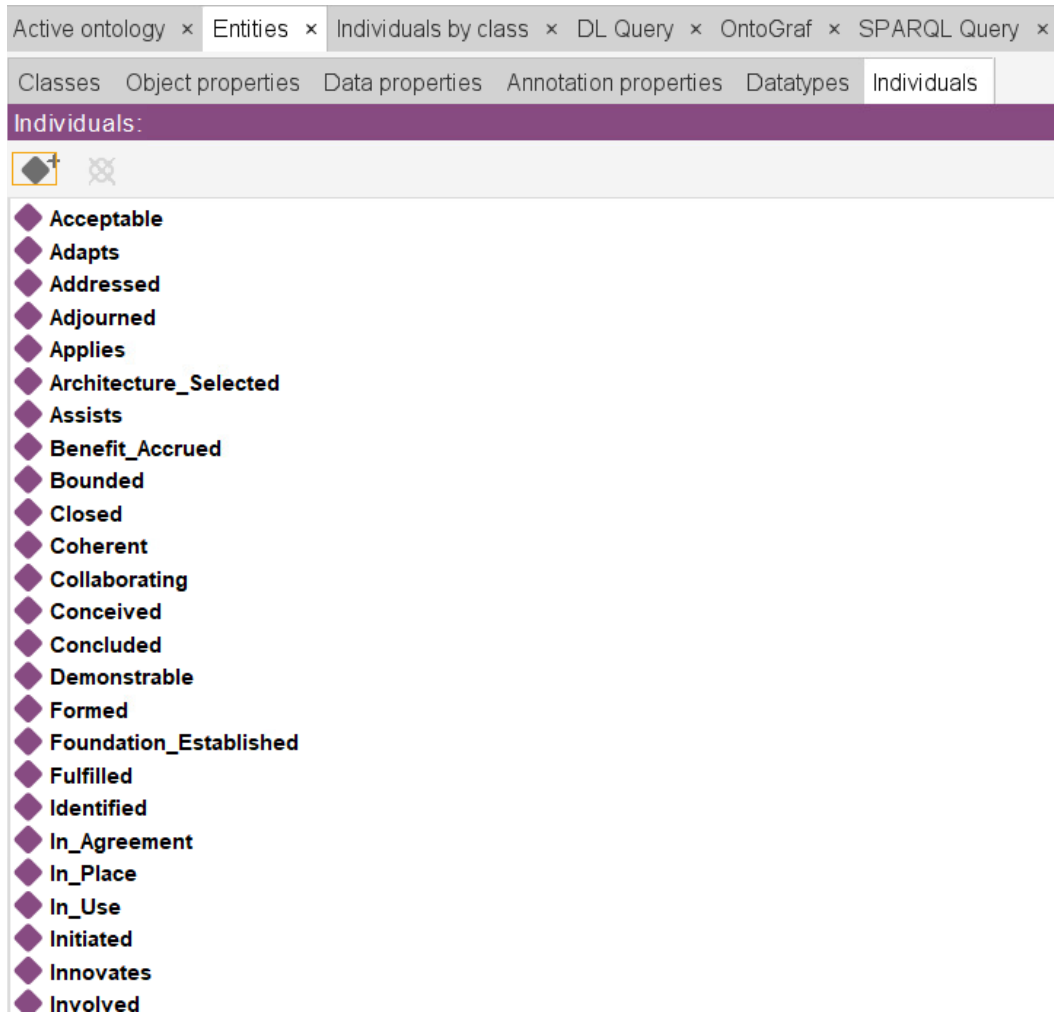 Active ontology × Entities × Individuals by class × DL Query × OntoGraf × SPARQL Query ×
Classes Object properties Data properties Annotation properties Datatypes Individuals
Individuals:
Acceptable
Adapts
Addressed
Adjourned
Applies
Architecture_Selected
Assists
Benefit_Accrued
Bounded
Closed
Coherent
Collaborating
Conceived
Concluded
Demonstrable
Formed
Foundation_Established
Fulfilled
Identified
In_Agreement
In_Place
In_Use
Initiated
Innovates
Involved